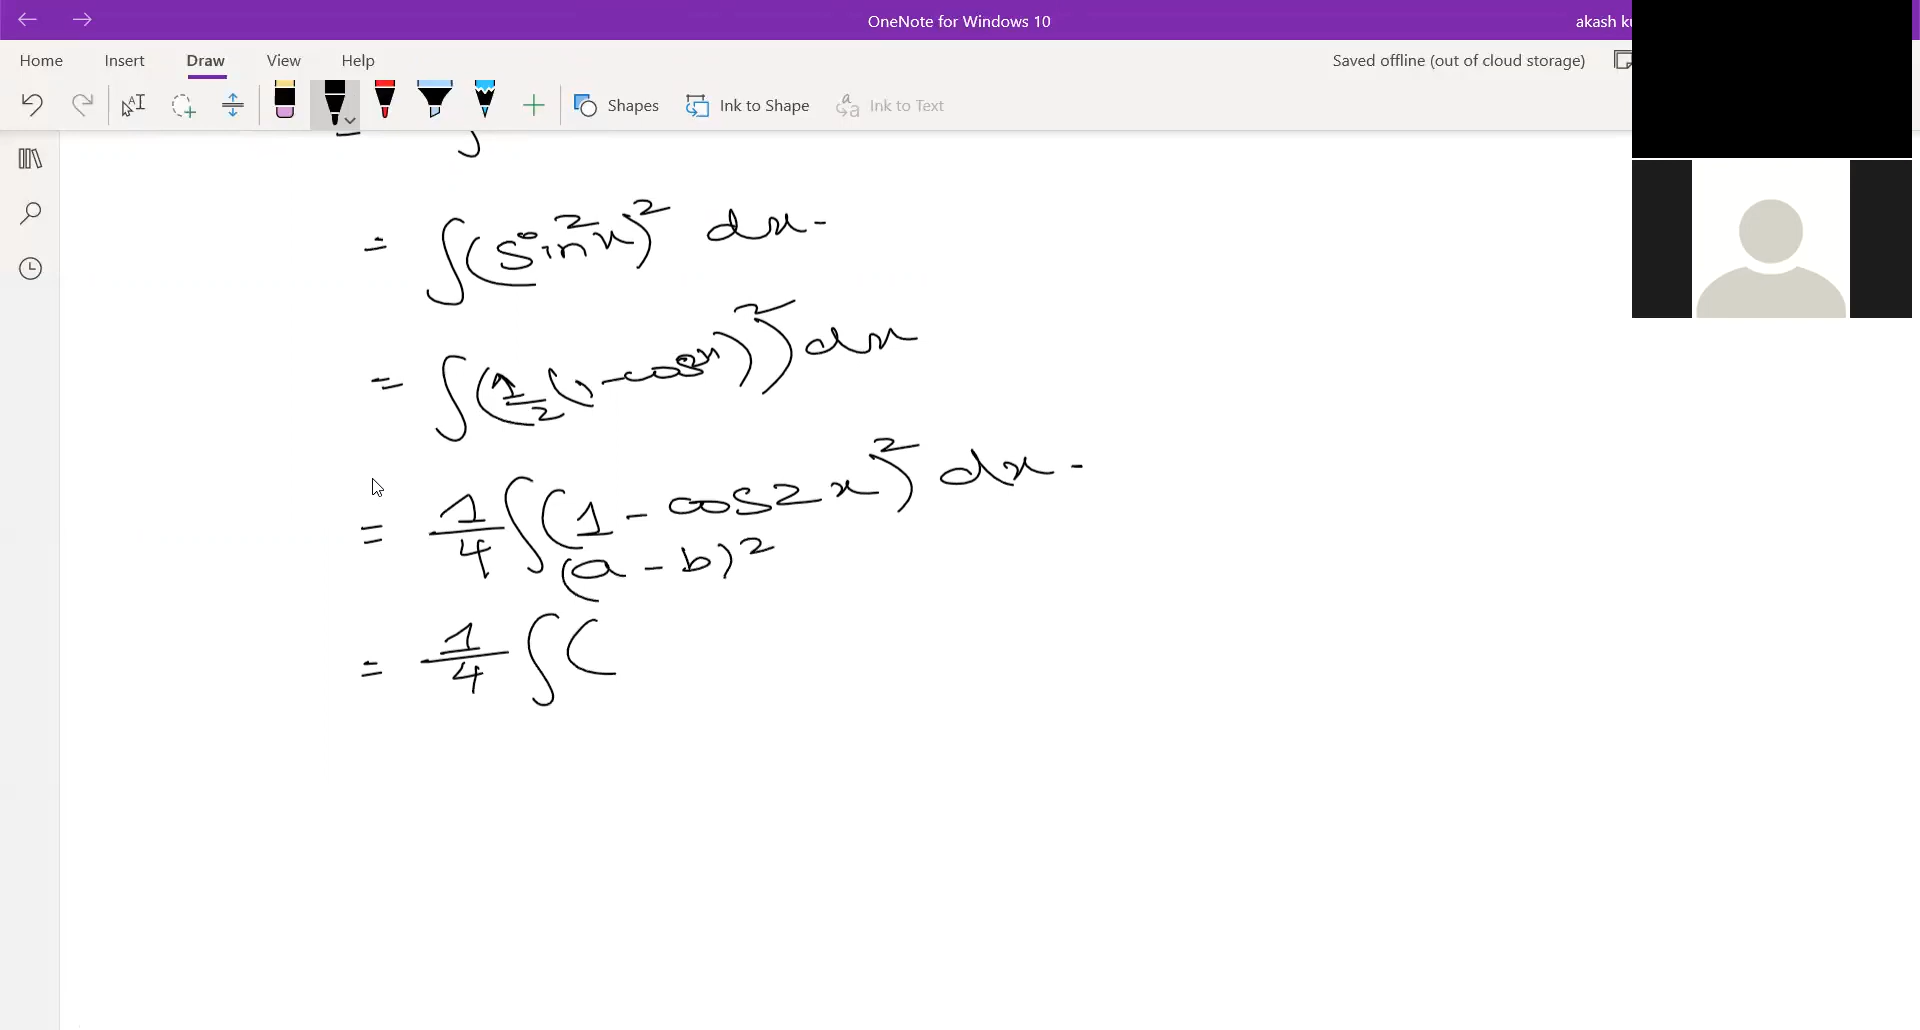 OneNote for Windows 10
akash ku
Home Insert Draw View Help
Saved offline (out of cloud storage)
Shapes Ink to Shape Ink to Text
= ∫
= ∫(sin²x)² dx.
= ∫(1/2(1-cos2x))² dx
= 1/4 ∫(1 - cos2x)² dx.
(a - b)²
= 1/4 ∫(